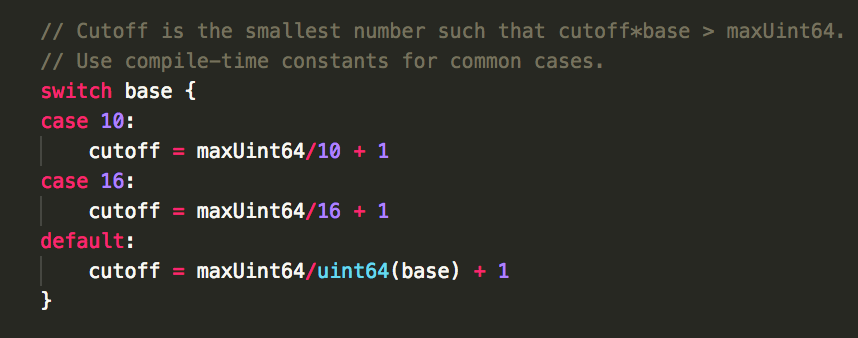 // Cutoff is the smallest number such that cutoff*base > maxUint64.
// Use compile-time constants for common cases.
switch base {
case 10:
    cutoff = maxUint64/10 + 1
case 16:
    cutoff = maxUint64/16 + 1
default:
    cutoff = maxUint64/uint64(base) + 1
}